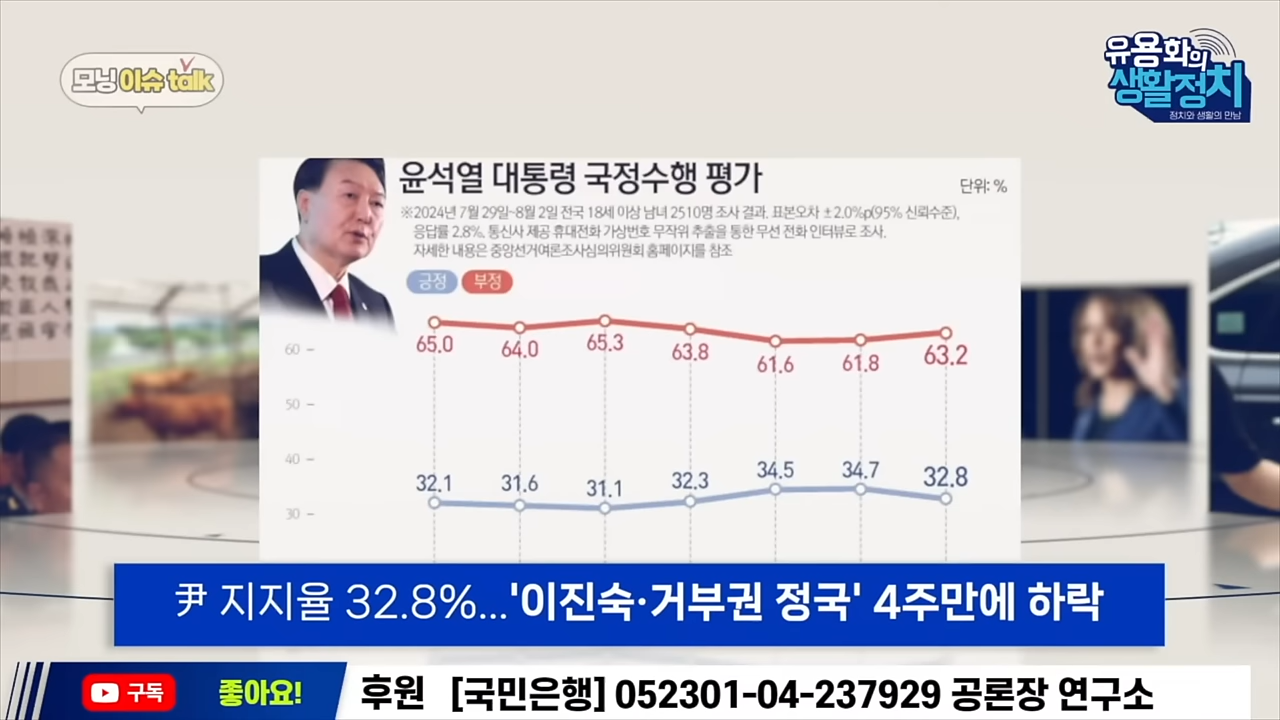 모닝 이슈 talk
유용화의
생활정치
정치와 생활의 만남
윤석열 대통령 국정수행 평가
단위: %
※2024년 7월 29일~8월 2일 전국 18세 이상 남녀 2510명 조사 결과. 표본오차 ±2.0%p(95% 신뢰수준),
응답률 2.8%. 통신사 제공 휴대전화 가상번호 무작위 추출을 통한 무선 전화 인터뷰로 조사.
자세한 내용은 중앙선거여론조사심의위원회 홈페이지를 참조
긍정 부정
60
65.0 64.0 65.3 63.8 61.6 61.8 63.2
50
40
32.1 31.6 31.1 32.3 34.5 34.7 32.8
30
尹 지지율 32.8%...'이진숙·거부권 정국' 4주만에 하락
구독 좋아요! 후원 [국민은행] 052301-04-237929 공론장 연구소